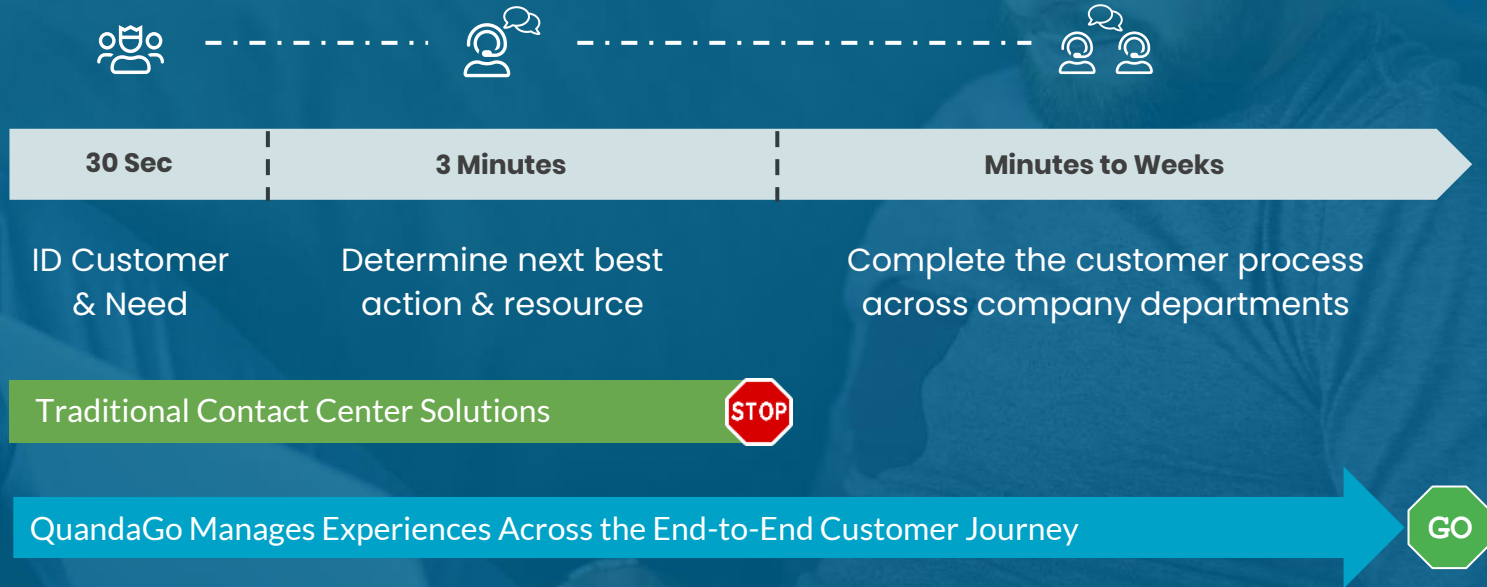 30 Sec
3 Minutes
Minutes to Weeks
ID Customer
& Need
Determine next best
action & resource
Complete the customer process
across company departments
Traditional Contact Center Solutions
STOP
QuandaGo Manages Experiences Across the End-to-End Customer Journey
GO